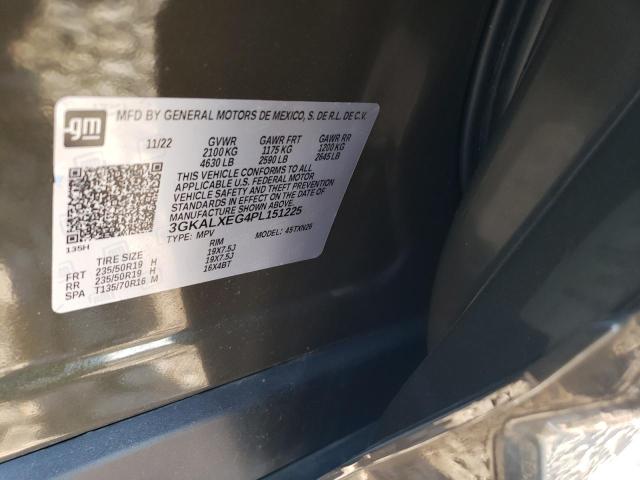 gm
MFD BY GENERAL MOTORS DE MEXICO, S. DE R.L. DE C.V.
11/22 GVWR GAWR FRT GAWR RR
2100 KG 1175 KG 1200 KG
4630 LB 2590 LB 2645 LB
THIS VEHICLE CONFORMS TO ALL
APPLICABLE U.S. FEDERAL MOTOR
VEHICLE SAFETY AND THEFT PREVENTION
STANDARDS IN EFFECT ON THE DATE OF
MANUFACTURE SHOWN ABOVE.
3GKALXEG4PL151225
TYPE: MPV MODEL: 4STXN26
135H
TIRE SIZE RIM
FRT 235/50R19 H 19X7.5J
RR 235/50R19 H 19X7.5J
SPA T135/70R16 M 16X4BT